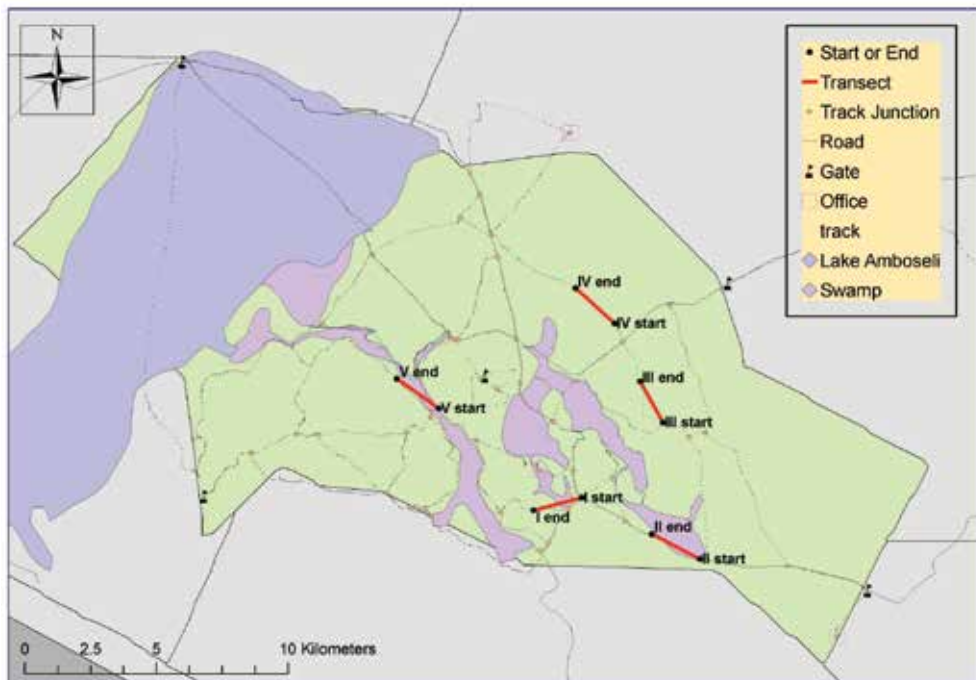 N
Start or End
Transect
Track Junction
Road
Gate
Office
track
Lake Amboseli
Swamp
IV end
IV start
III end
III start
V end
V start
I start
I end
II end
II start
0 2.5 5 10 Kilometers